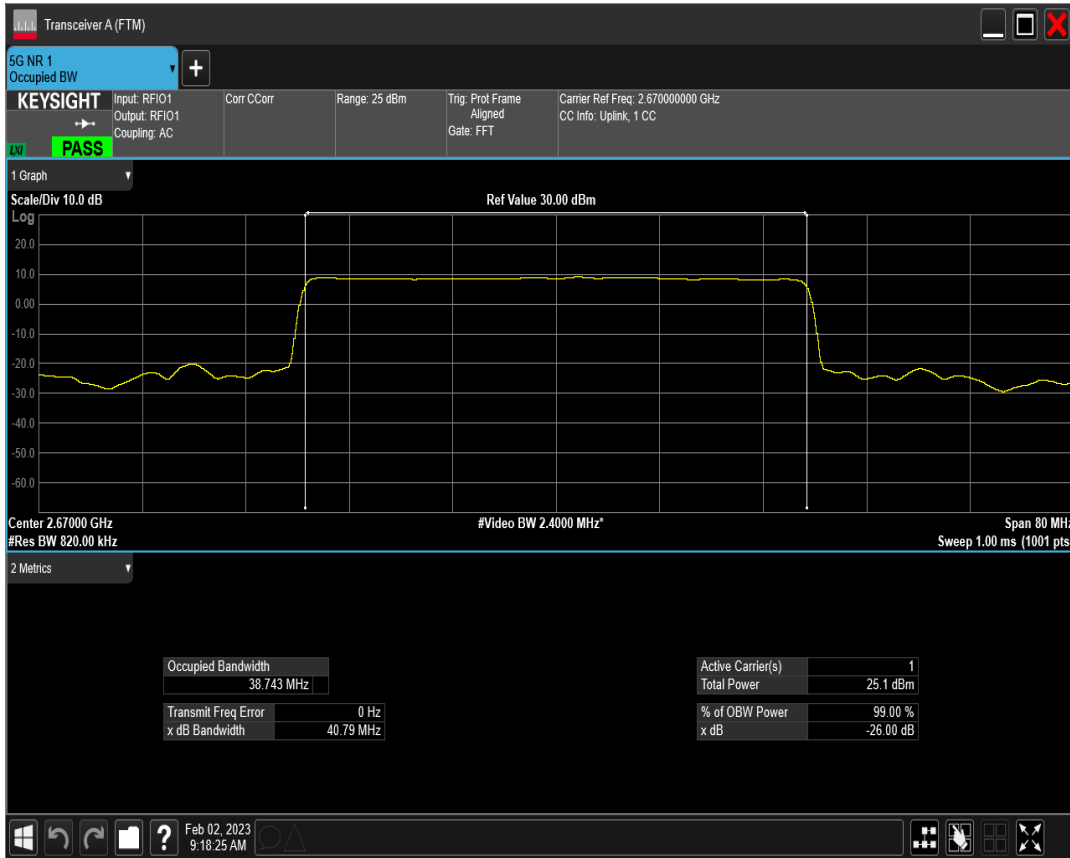 Transceiver A (FTM)
5G NR 1
Occupied BW
+
KEYSIGHT
LXI
PASS
Input: RFIO1
Output: RFIO1
Coupling: AC
Corr CCorr
Range: 25 dBm
Trig: Prot Frame
Aligned
Gate: FFT
Carrier Ref Freq: 2.670000000 GHz
CC Info: Uplink, 1 CC
1 Graph
Scale/Div 10.0 dB
Ref Value 30.00 dBm
Log
20.0
10.0
0.00
-10.0
-20.0
-30.0
-40.0
-50.0
-60.0
Center 2.67000 GHz
#Video BW 2.4000 MHz*
Span 80 MHz
#Res BW 820.00 kHz
Sweep 1.00 ms (1001 pts
2 Metrics
Occupied Bandwidth
38.743 MHz
Transmit Freq Error 0 Hz
x dB Bandwidth 40.79 MHz
Active Carrier(s) 1
Total Power 25.1 dBm
% of OBW Power 99.00 %
x dB -26.00 dB
?
Feb 02, 2023
9:18:25 AM